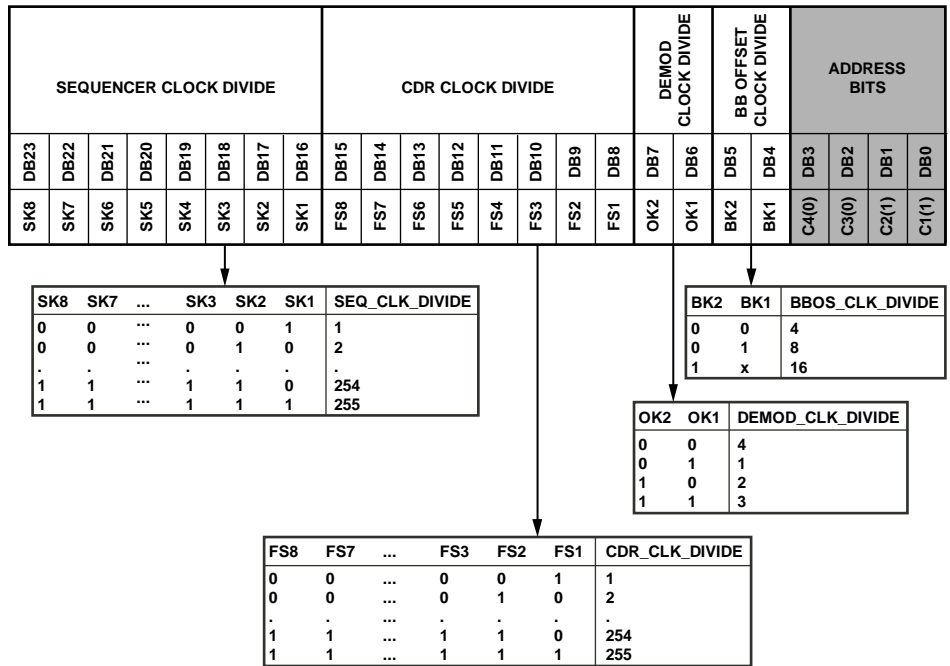 SEQUENCER CLOCK DIVIDE CDR CLOCK DIVIDE DEMOD CLOCK DIVIDE BB OFFSET CLOCK DIVIDE ADDRESS BITS
DB23 DB22 DB21 DB20 DB19 DB18 DB17 DB16 DB15 DB14 DB13 DB12 DB11 DB10 DB9 DB8 DB7 DB6 DB5 DB4 DB3 DB2 DB1 DB0
SK8 SK7 SK6 SK5 SK4 SK3 SK2 SK1 FS8 FS7 FS6 FS5 FS4 FS3 FS2 FS1 OK2 OK1 BK2 BK1 C4(0) C3(0) C2(1) C1(1)
SK8 SK7 ... SK3 SK2 SK1 SEQ_CLK_DIVIDE
0 0 ... 0 0 1 1
0 0 ... 0 1 0 2
. . ... . . . .
1 1 ... 1 1 0 254
1 1 ... 1 1 1 255
BK2 BK1 BBOS_CLK_DIVIDE
0 0 4
0 1 8
1 x 16
OK2 OK1 DEMOD_CLK_DIVIDE
0 0 4
0 1 1
1 0 2
1 1 3
FS8 FS7 ... FS3 FS2 FS1 CDR_CLK_DIVIDE
0 0 ... 0 0 1 1
0 0 ... 0 1 0 2
. . ... . . . .
1 1 ... 1 1 0 254
1 1 ... 1 1 1 255